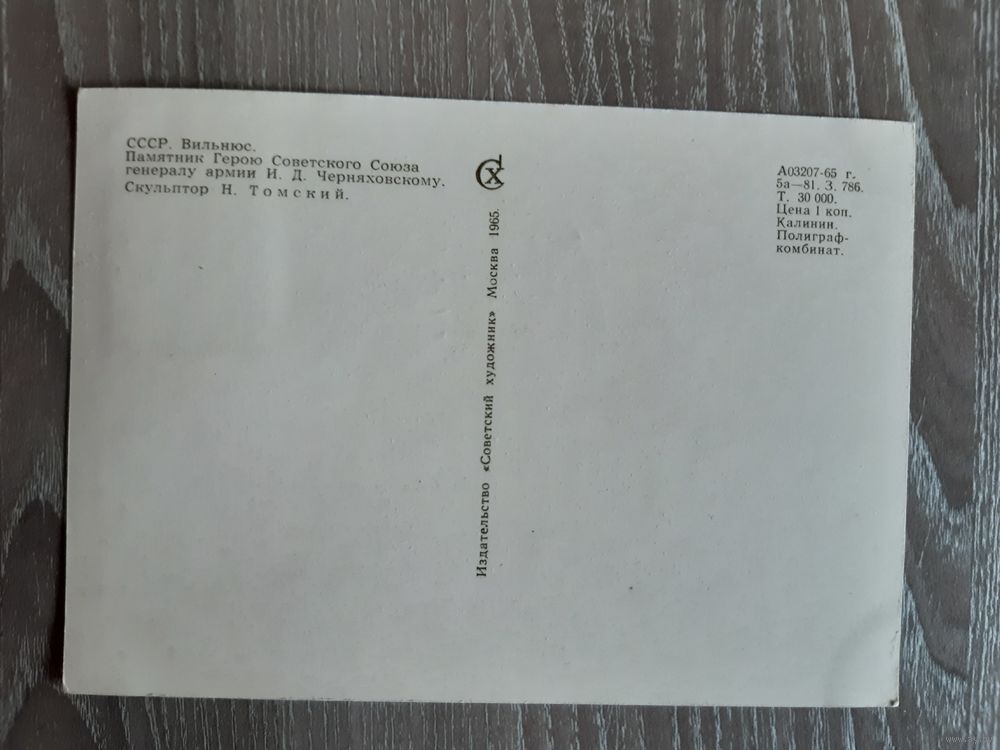 СССР. Вильнюс.
Памятник Герою Советского Союза
генералу армии И. Д. Черняховскому.
Скульптор Н. Томский.
СХ
Издательство «Советский художник» Москва 1965.
А03207-65 г.
5а—81. З. 786.
Т. 30 000.
Цена 1 коп.
Калинин.
Полиграф-
комбинат.